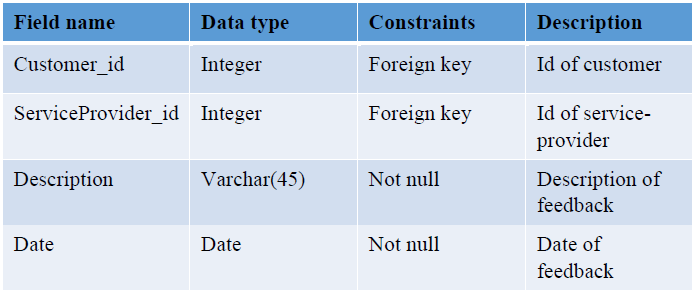 Field name Data type Constraints Description
Customer_id Integer Foreign key Id of customer
ServiceProvider_id Integer Foreign key Id of service-
provider
Description Varchar(45) Not null Description of
feedback
Date Date Not null Date of
feedback